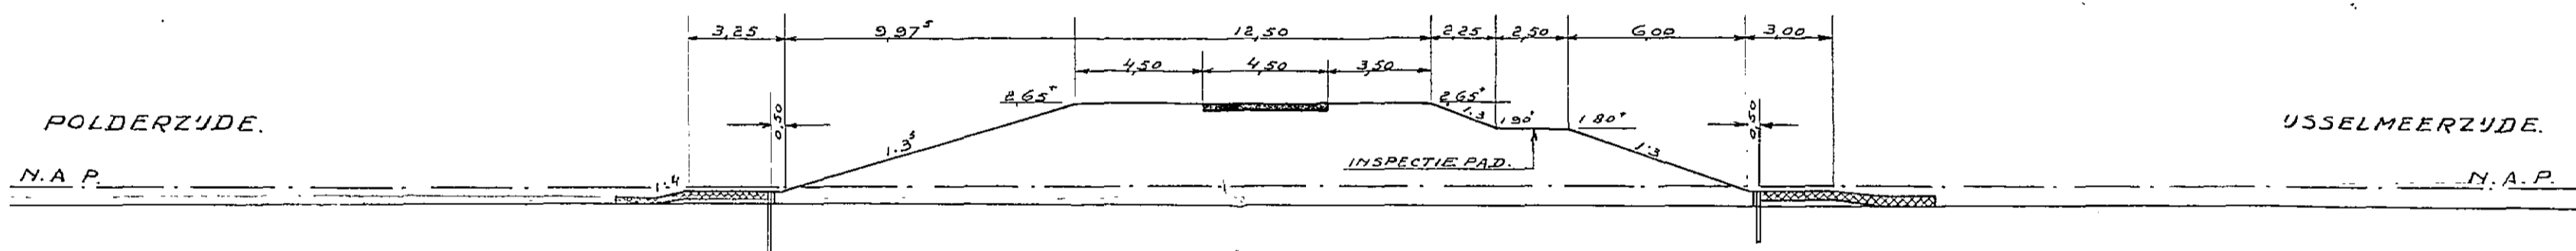 3,25 9,97⁵ 12,50 2,25 2,50 6,00 3,00
4,50 4,50 3,50
2,65⁺ 2,65⁺
0,50 0,50
POLDERZIJDE. 1:3 1,90⁺ 1,80⁺ IJSSELMEERZIJDE.
1:3⁵ 1:3
INSPECTIE PAD.
N.A.P. 1:4 N.A.P.